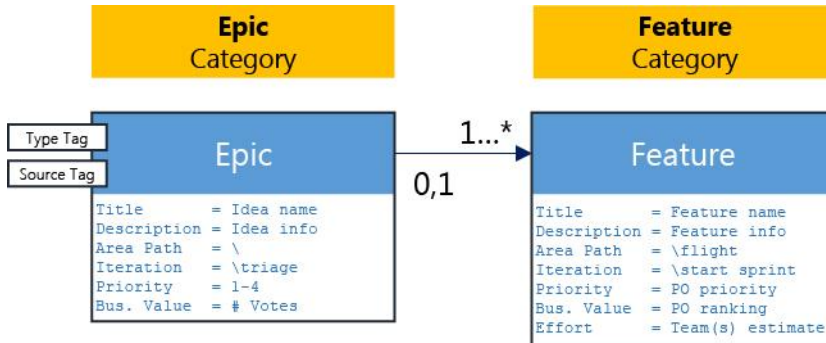 Epic
Category
Feature
Category
Type Tag
Source Tag
Epic
1...*
0,1
Feature
Title = Idea name
Description = Idea info
Area Path = \
Iteration = \triage
Priority = 1-4
Bus. Value = # Votes
Title = Feature name
Description = Feature info
Area Path = \flight
Iteration = \start sprint
Priority = PO priority
Bus. Value = PO ranking
Effort = Team(s) estimate